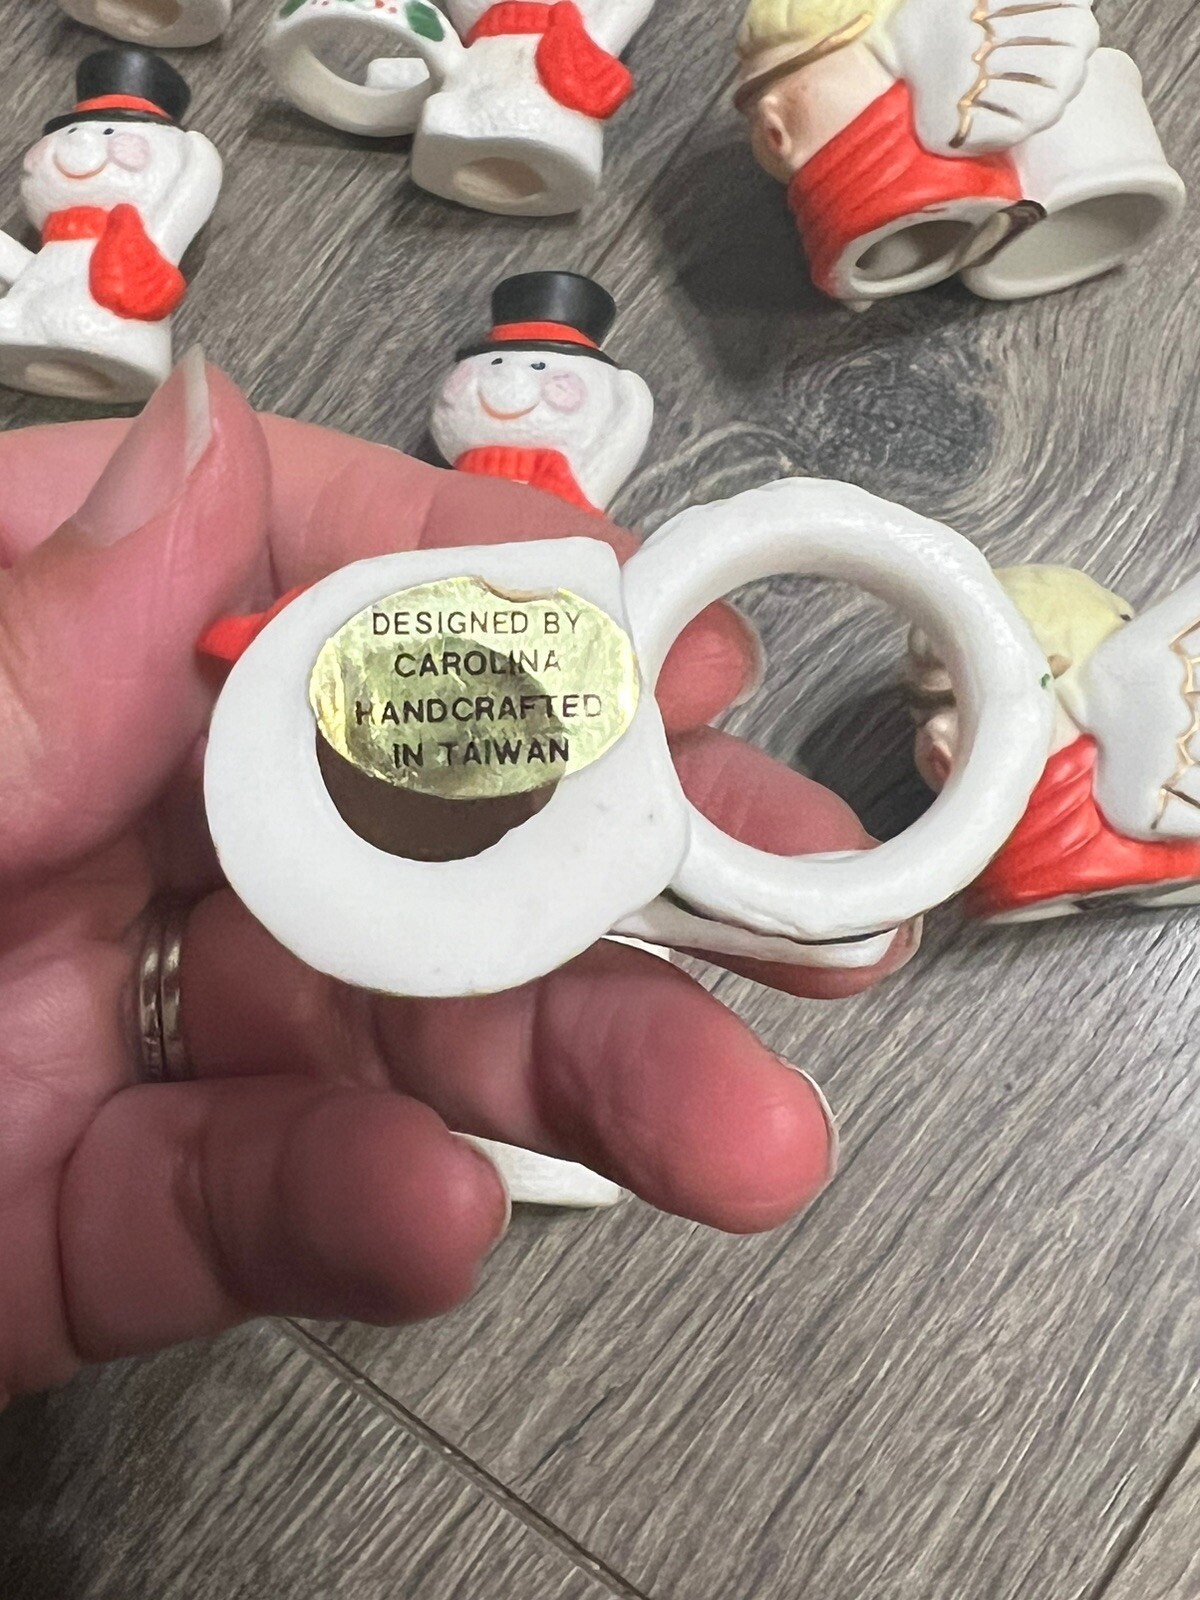 DESIGNED BY
CAROLINA
HANDCRAFTED
IN TAIWAN